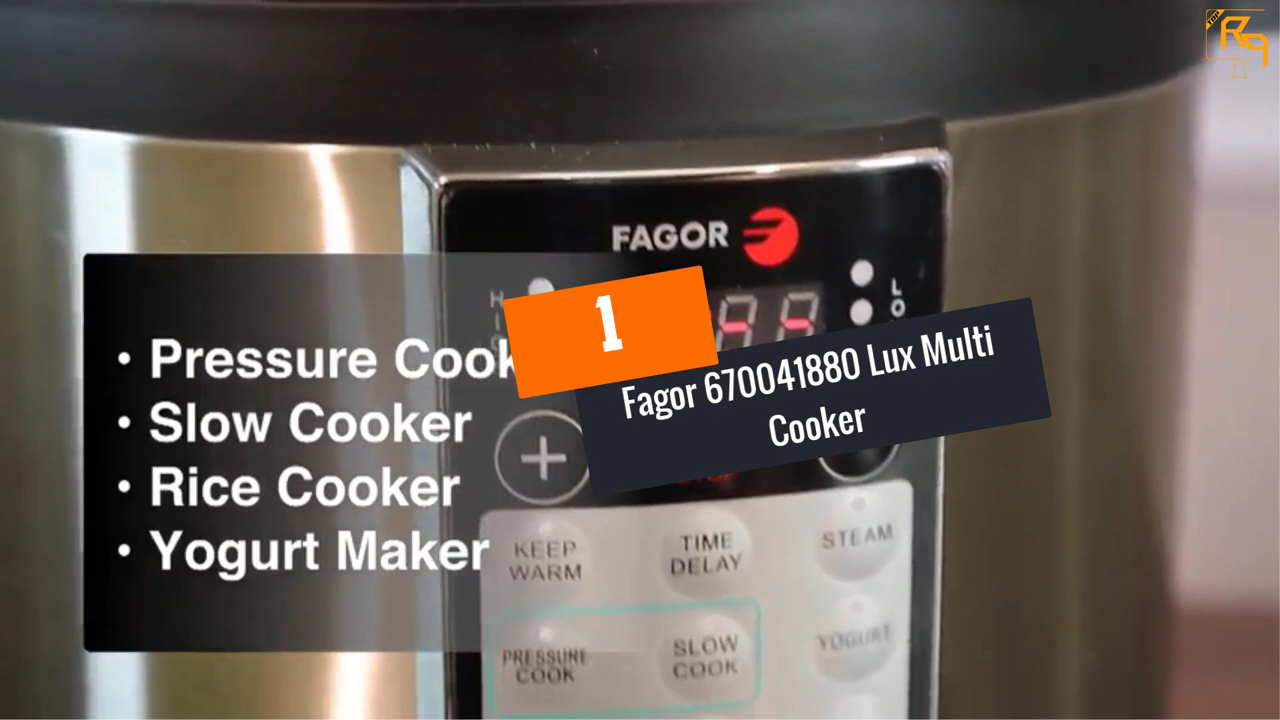 FAGOR
1
Fagor 670041880 Lux Multi
Cooker
• Pressure
• Slow Cooker
• Rice Cooker
• Yogurt Maker
KEEP
WARM
TIME
DELAY
STEAM
PRESSURE
COOK
SLOW
COOK
YOGURT